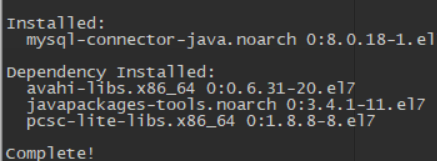 Installed:
mysql-connector-java.noarch 0:8.0.18-1.el
Dependency Installed:
avahi-libs.x86_64 0:0.6.31-20.el7
javapackages-tools.noarch 0:3.4.1-11.el7
pcsc-lite-libs.x86_64 0:1.8.8-8.el7
Complete!